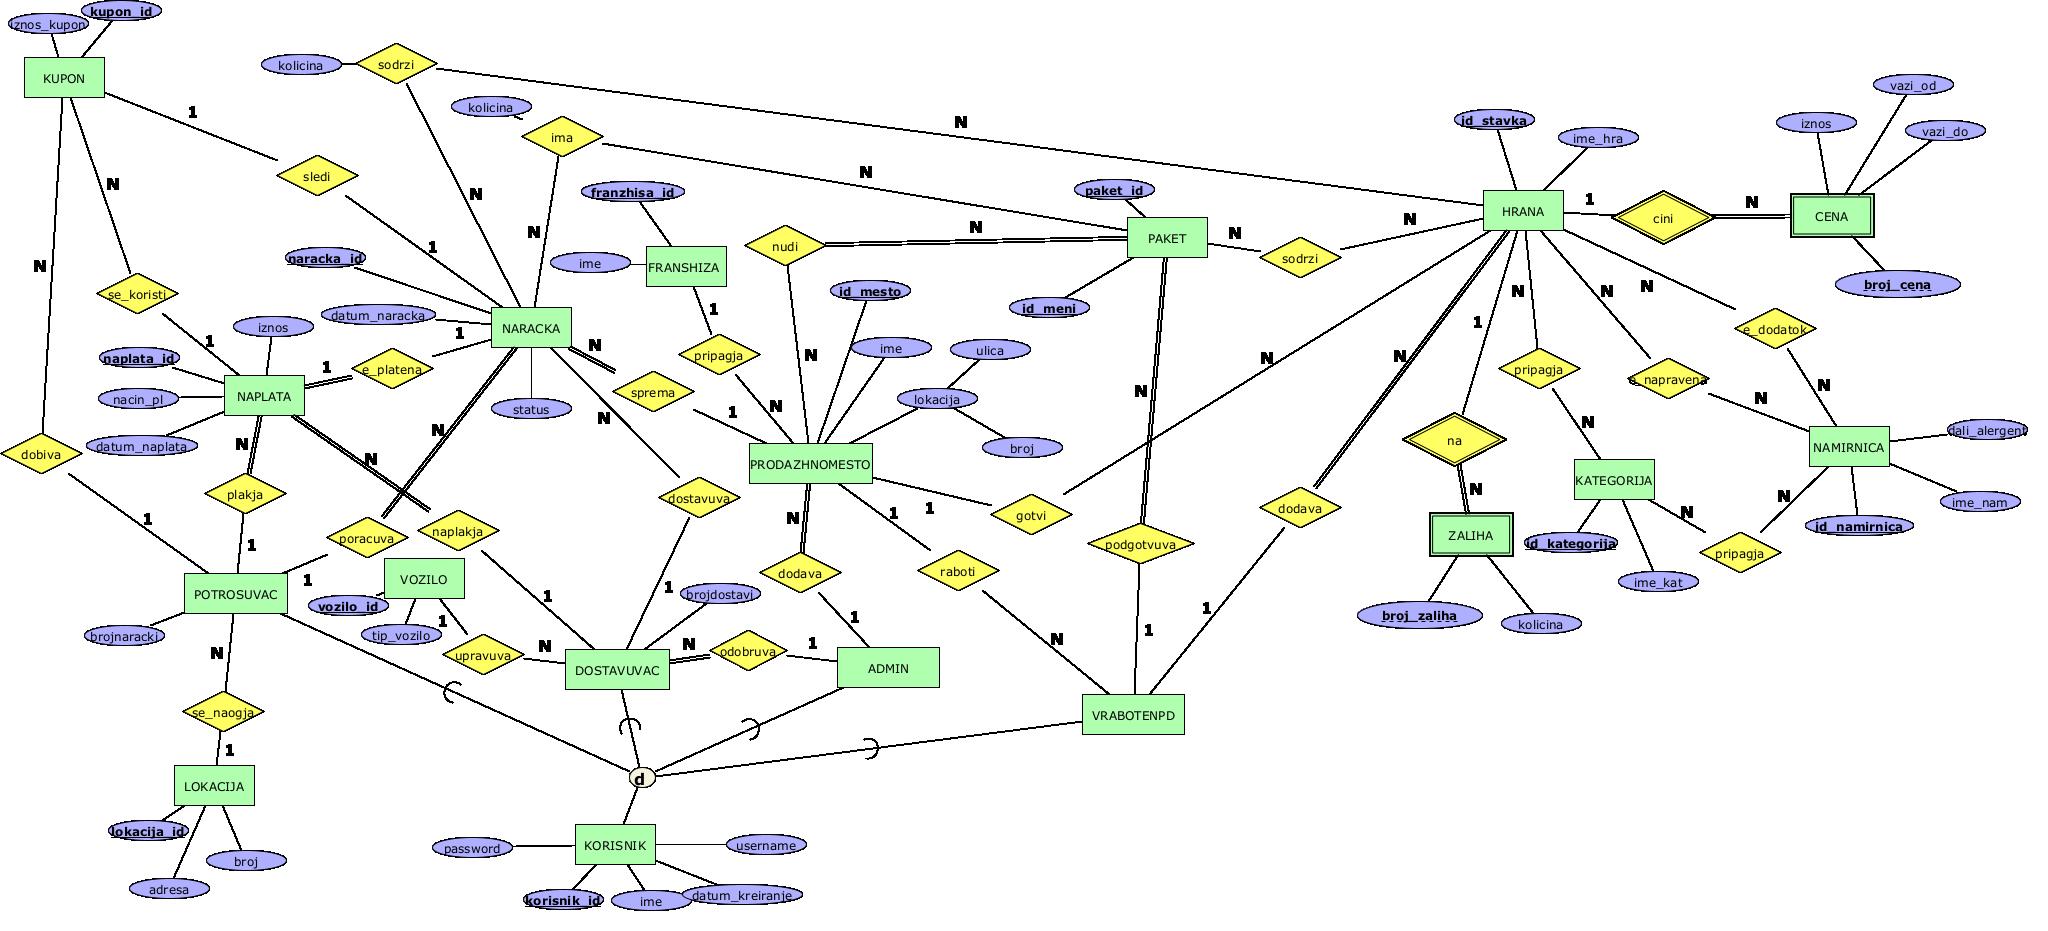 kupon_id
iznos_kupon
KUPON
kolicina
sodrzi
1
kolicina
ima
N
N
sledi
N
N
N
1
franzhisa_id
ime
FRANSHIZA
nudi
N
paket_id
PAKET
id_meni
N
sodrzi
N
id_stavka
ime_hra
HRANA
1
cini
N
CENA
iznos
vazi_od
vazi_do
broj_cena
naracka_id
datum_naracka
NARACKA
status
N
se_koristi
1
iznos
naplata_id
nacin_pl
datum_naplata
NAPLATA
1
e_platena
1
1
pripagja
N
id_mesto
ime
ulica
lokacija
broj
N
N
sprema
1
PRODAZHNOMESTO
N
N
1
N
N
N
e_dodatok
N
pripagja
N
e_napravena
N
N
dali_alergent
NAMIRNICA
ime_nam
id_namirnica
na
N
ZALIHA
broj_zaliha
kolicina
KATEGORIJA
id_kategorija
ime_kat
N
pripagja
N
dobiva
1
N
plakja
1
N
naplakja
1
N
poracuva
1
N
dostavuva
1
N
dodava
1
1
raboti
N
1
gotvi
N
podgotvuva
1
N
dodava
1
POTROSUVAC
brojnaracki
VOZILO
vozilo_id
tip_vozilo
1
upravuva
N
DOSTAVUVAC
brojdostavi
N
odobruva
1
ADMIN
VRABOTENPD
N
se_naogja
1
LOKACIJA
lokacija_id
adresa
broj
d
KORISNIK
password
username
korisnik_id
ime
datum_kreiranje